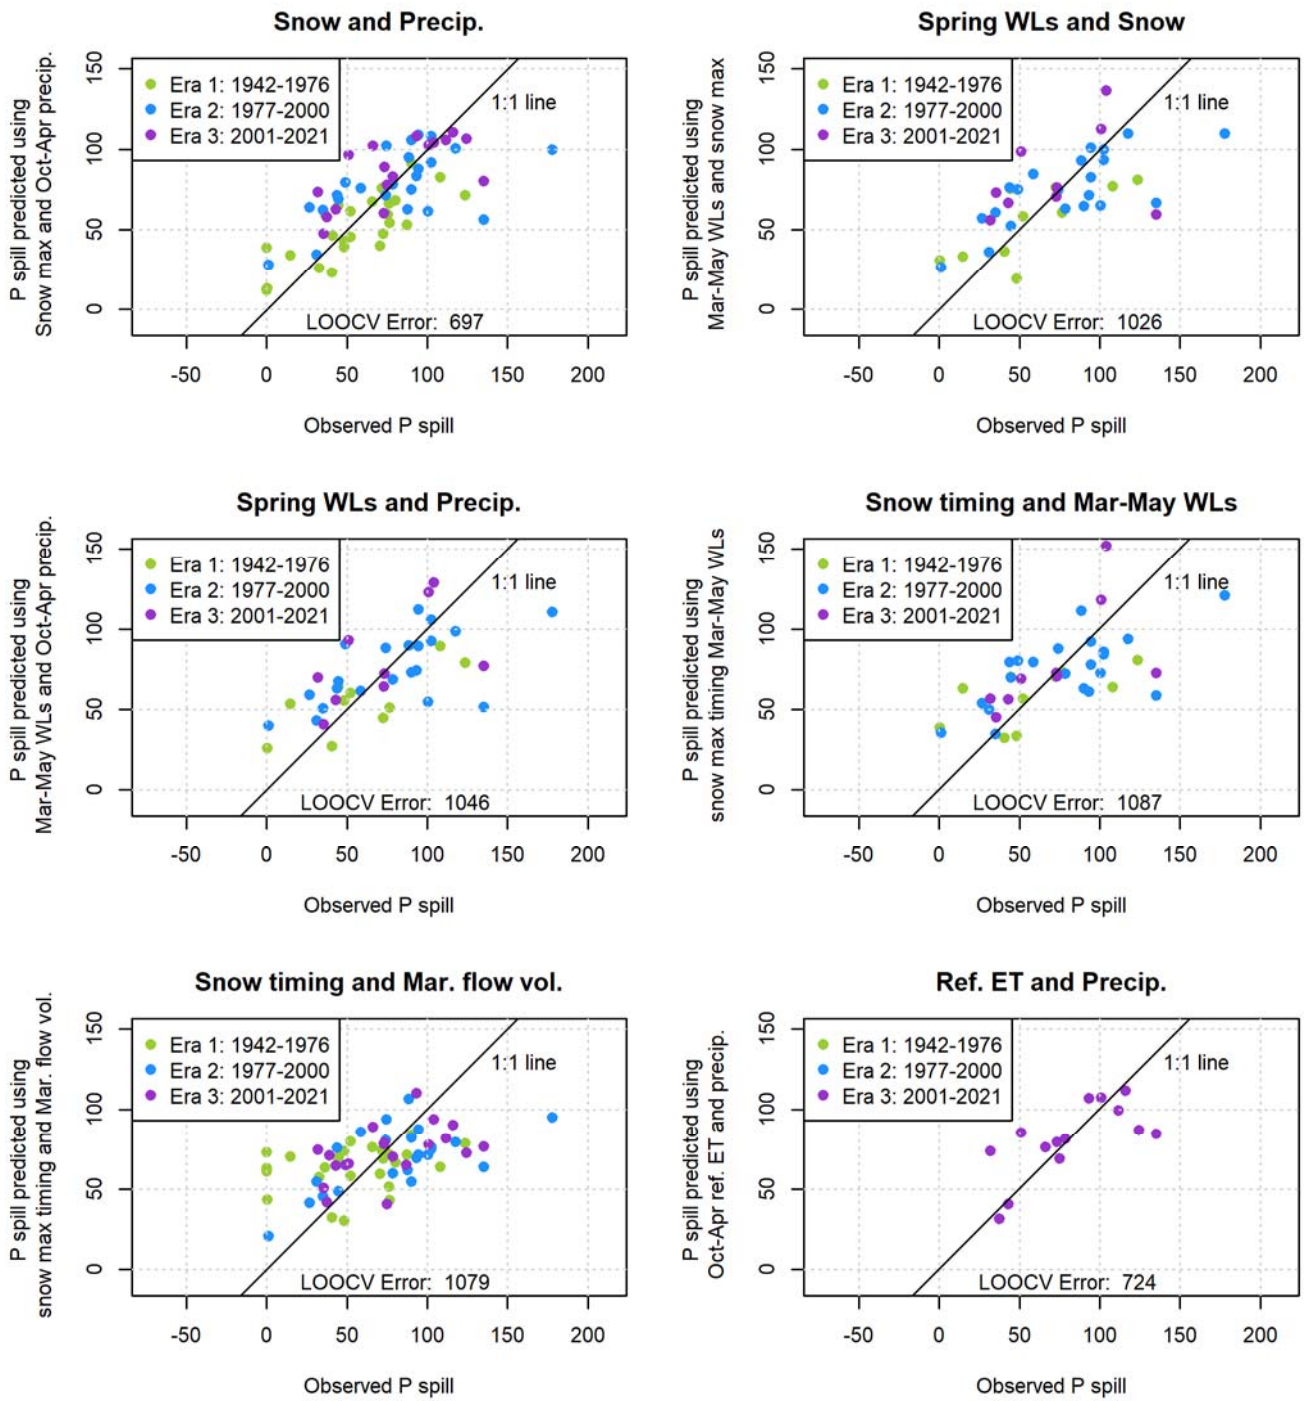 Snow and Precip.
P spill predicted using
Snow max and Oct-Apr precip.
150
100
50
0
Era 1: 1942-1976
Era 2: 1977-2000
Era 3: 2001-2021
1:1 line
LOOCV Error: 697
-50 0 50 100 150 200
Observed P spill
Spring WLs and Snow
P spill predicted using
Mar-May WLs and snow max
150
100
50
0
Era 1: 1942-1976
Era 2: 1977-2000
Era 3: 2001-2021
1:1 line
LOOCV Error: 1026
-50 0 50 100 150 200
Observed P spill
Spring WLs and Precip.
P spill predicted using
Mar-May WLs and Oct-Apr precip.
150
100
50
0
Era 1: 1942-1976
Era 2: 1977-2000
Era 3: 2001-2021
1:1 line
LOOCV Error: 1046
-50 0 50 100 150 200
Observed P spill
Snow timing and Mar-May WLs
P spill predicted using
snow max timing Mar-May WLs
150
100
50
0
Era 1: 1942-1976
Era 2: 1977-2000
Era 3: 2001-2021
1:1 line
LOOCV Error: 1087
-50 0 50 100 150 200
Observed P spill
Snow timing and Mar. flow vol.
P spill predicted using
snow max timing and Mar. flow vol.
150
100
50
0
Era 1: 1942-1976
Era 2: 1977-2000
Era 3: 2001-2021
1:1 line
LOOCV Error: 1079
-50 0 50 100 150 200
Observed P spill
Ref. ET and Precip.
P spill predicted using
Oct-Apr ref. ET and precip.
150
100
50
0
Era 1: 1942-1976
Era 2: 1977-2000
Era 3: 2001-2021
1:1 line
LOOCV Error: 724
-50 0 50 100 150 200
Observed P spill